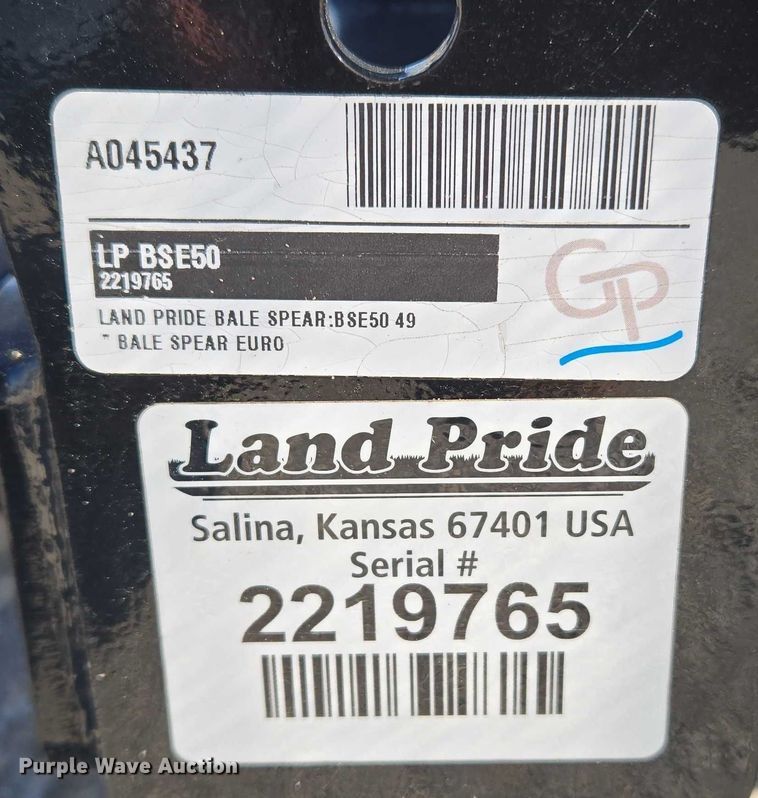 A045437
LP BSE50
2219765
LAND PRIDE BALE SPEAR:BSE50 49
" BALE SPEAR EURO
GP
Land Pride
Salina, Kansas 67401 USA
Serial #
2219765
Purple Wave Auction